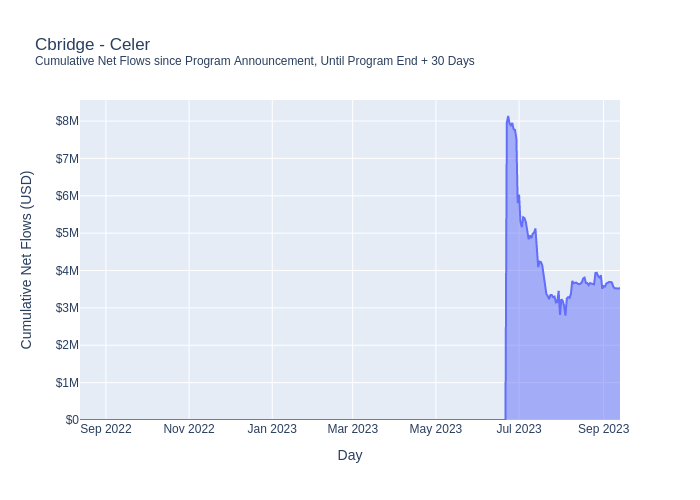 Cbridge - Celer
Cumulative Net Flows since Program Announcement, Until Program End + 30 Days
Cumulative Net Flows (USD)
$8M
$7M
$6M
$5M
$4M
$3M
$2M
$1M
$0
Sep 2022 Nov 2022 Jan 2023 Mar 2023 May 2023 Jul 2023 Sep 2023
Day